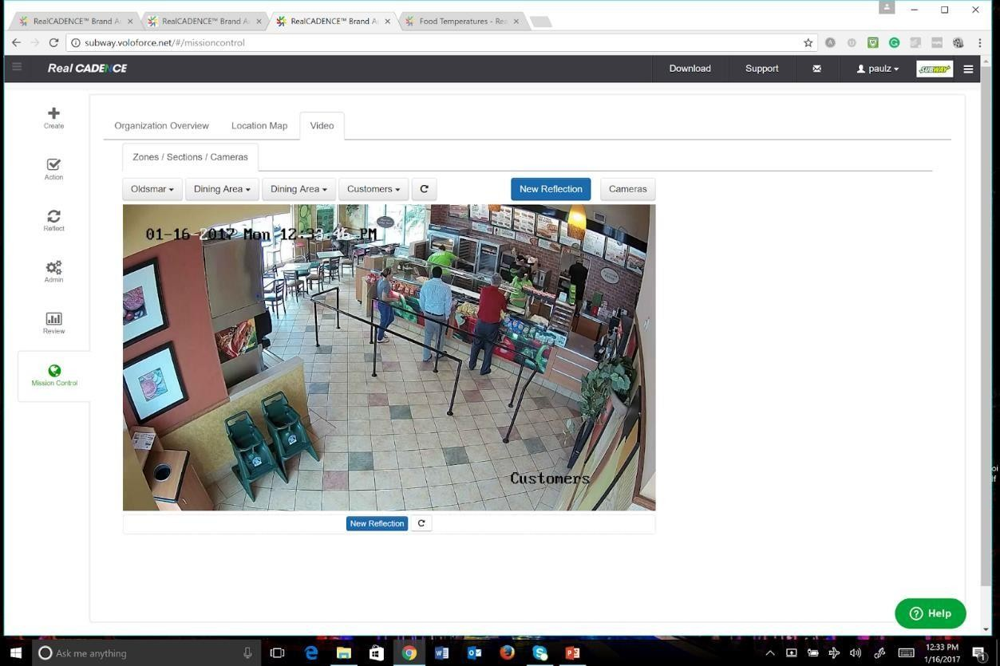 RealCADENCE™ Brand A
RealCADENCE™ Brand A
RealCADENCE™ Brand A
Food Temperatures - Rea
subway.voloforce.net/#/missioncontrol
Real CADENCE
Download
Support
paulz
SUBWAY
Create
Action
Reflect
Admin
Review
Mission Control
Organization Overview
Location Map
Video
Zones / Sections / Cameras
Oldsmar
Dining Area
Dining Area
Customers
New Reflection
Cameras
01-16-2017 Mon 12:33:46 PM
Customers
New Reflection
Help
Ask me anything
12:33 PM
1/16/2017